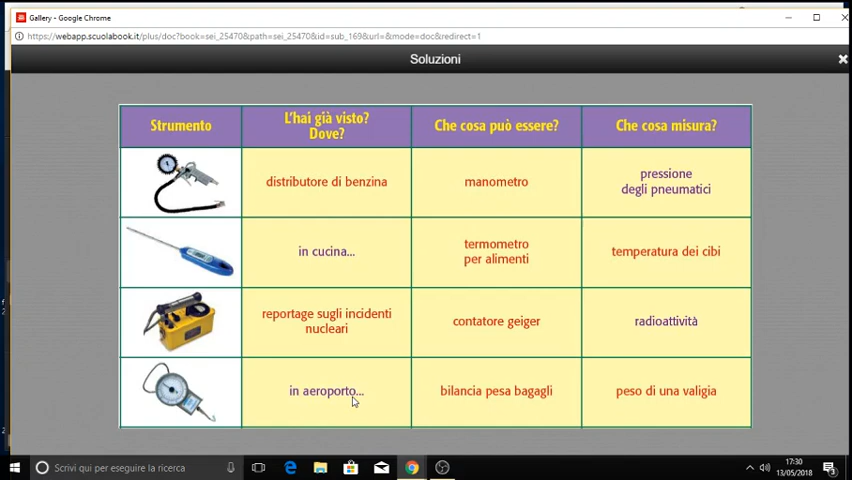 Gallery - Google Chrome
https://webapp.scuolabook.it/plus/doc?book=sei_25470&path=sei_25470&id=sub_169&url=&mode=doc&redirect=1
Soluzioni
Strumento
L'hai già visto?
Dove?
Che cosa può essere?
Che cosa misura?
distributore di benzina
manometro
pressione
degli pneumatici
in cucina...
termometro
per alimenti
temperatura dei cibi
reportage sugli incidenti
nucleari
contatore geiger
radioattività
in aeroporto...
bilancia pesa bagagli
peso di una valigia
Scrivi qui per eseguire la ricerca
17:30
13/05/2018